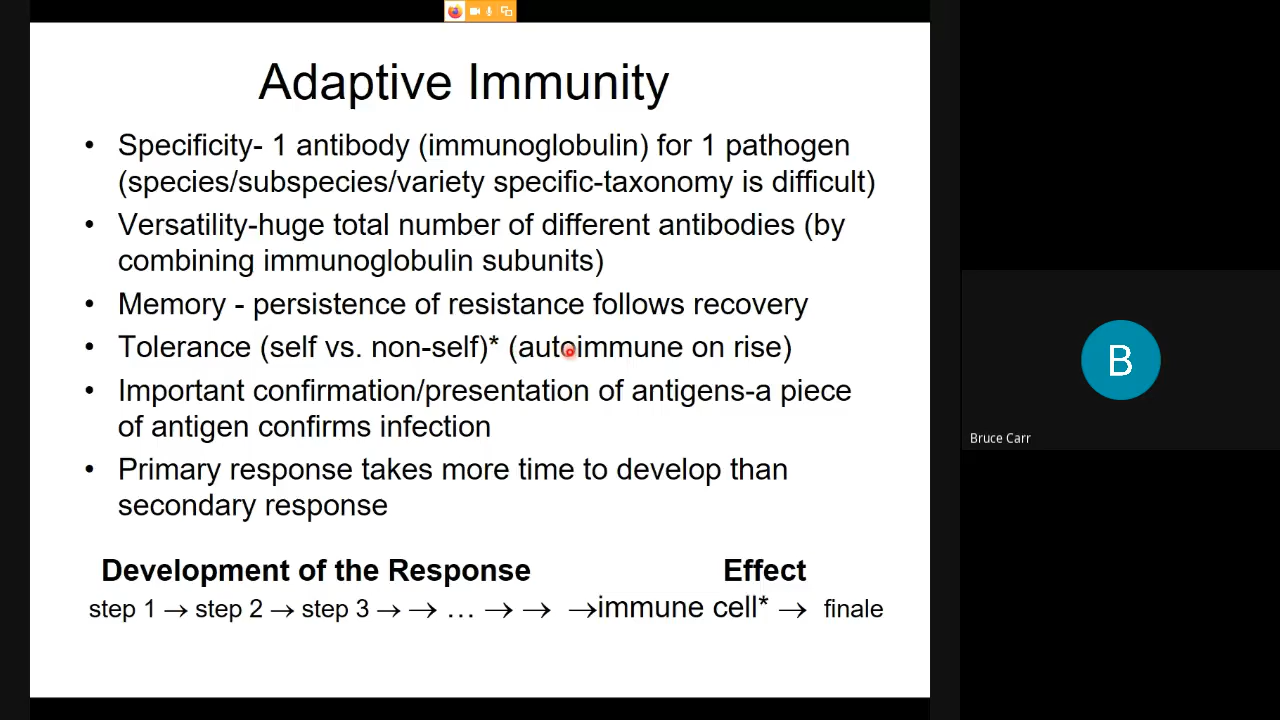 Adaptive Immunity
• Specificity- 1 antibody (immunoglobulin) for 1 pathogen
(species/subspecies/variety specific-taxonomy is difficult)
• Versatility-huge total number of different antibodies (by
combining immunoglobulin subunits)
• Memory - persistence of resistance follows recovery
• Tolerance (self vs. non-self)* (autoimmune on rise)
• Important confirmation/presentation of antigens-a piece
of antigen confirms infection
• Primary response takes more time to develop than
secondary response
Development of the Response Effect
step 1 → step 2 → step 3 → → … → → →immune cell* → finale
B
Bruce Carr